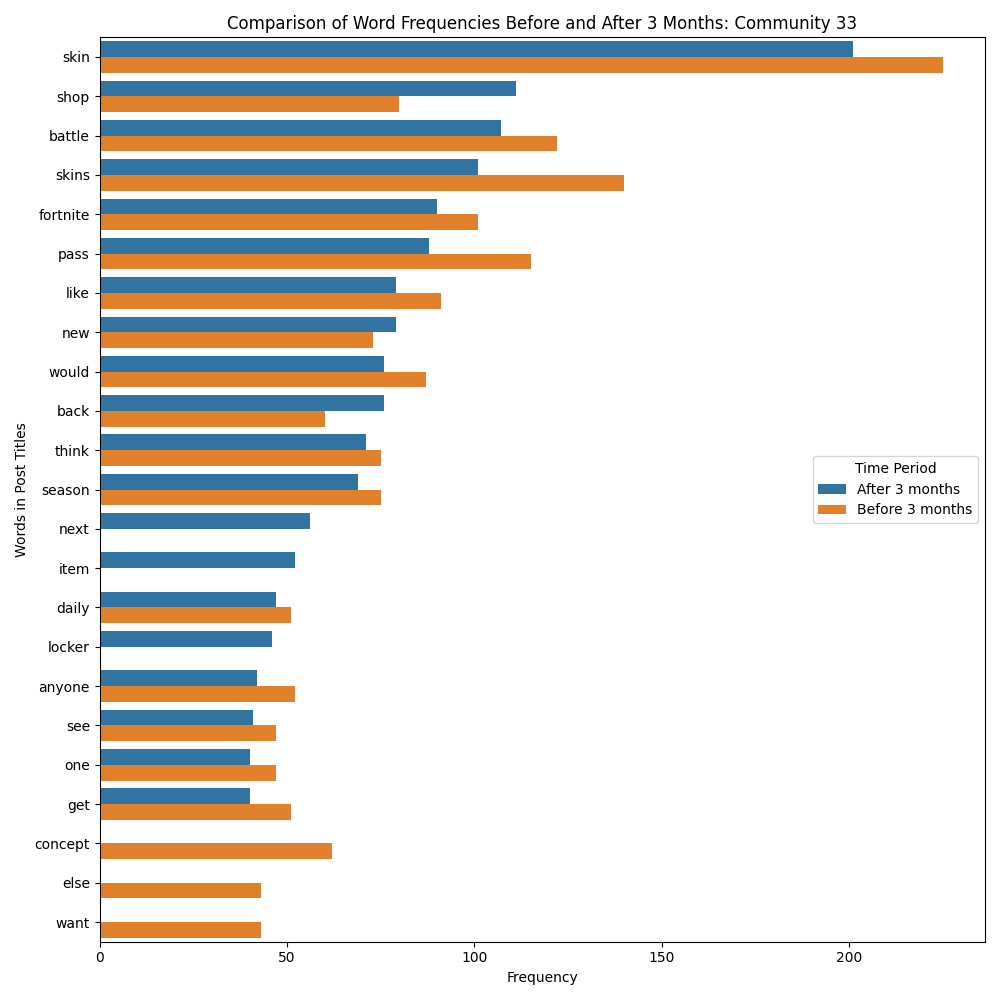 Comparison of Word Frequencies Before and After 3 Months: Community 33
skin
shop
battle
skins
fortnite
pass
like
new
would
back
think
season
next
item
daily
locker
anyone
see
one
get
concept
else
want
Words in Post Titles
Time Period
After 3 months
Before 3 months
0 50 100 150 200
Frequency